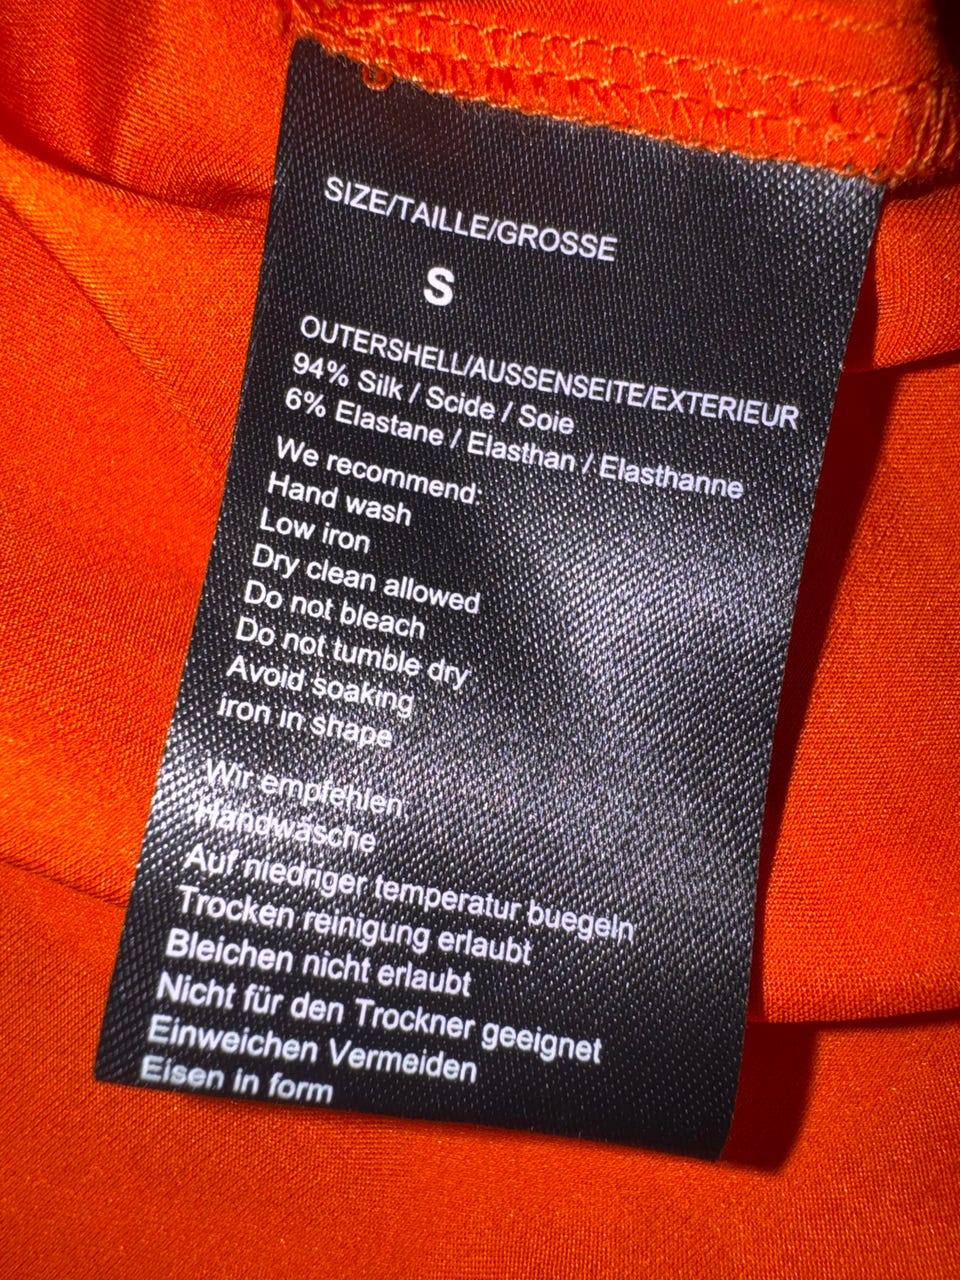 SIZE/TAILLE/GROSSE
S
OUTERSHELL/AUSSENSEITE/EXTERIEUR
94% Silk / Scide / Soie
6% Elastane / Elasthan / Elasthanne
We recommend:
Hand wash
Low iron
Dry clean allowed
Do not bleach
Do not tumble dry
Avoid soaking
iron in shape
Wir empfehlen:
Handwäsche
Auf niedriger temperatur buegeln
Trocken reinigung erlaubt
Bleichen nicht erlaubt
Nicht für den Trockner geeignet
Einweichen Vermeiden
Eisen in form